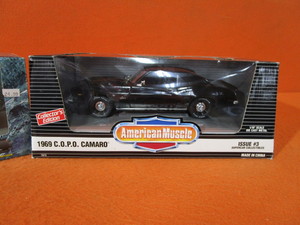 Collector's
Edition
American Muscle
1969 C.O.P.O. CAMARO
ISSUE #3
MADE IN CHINA